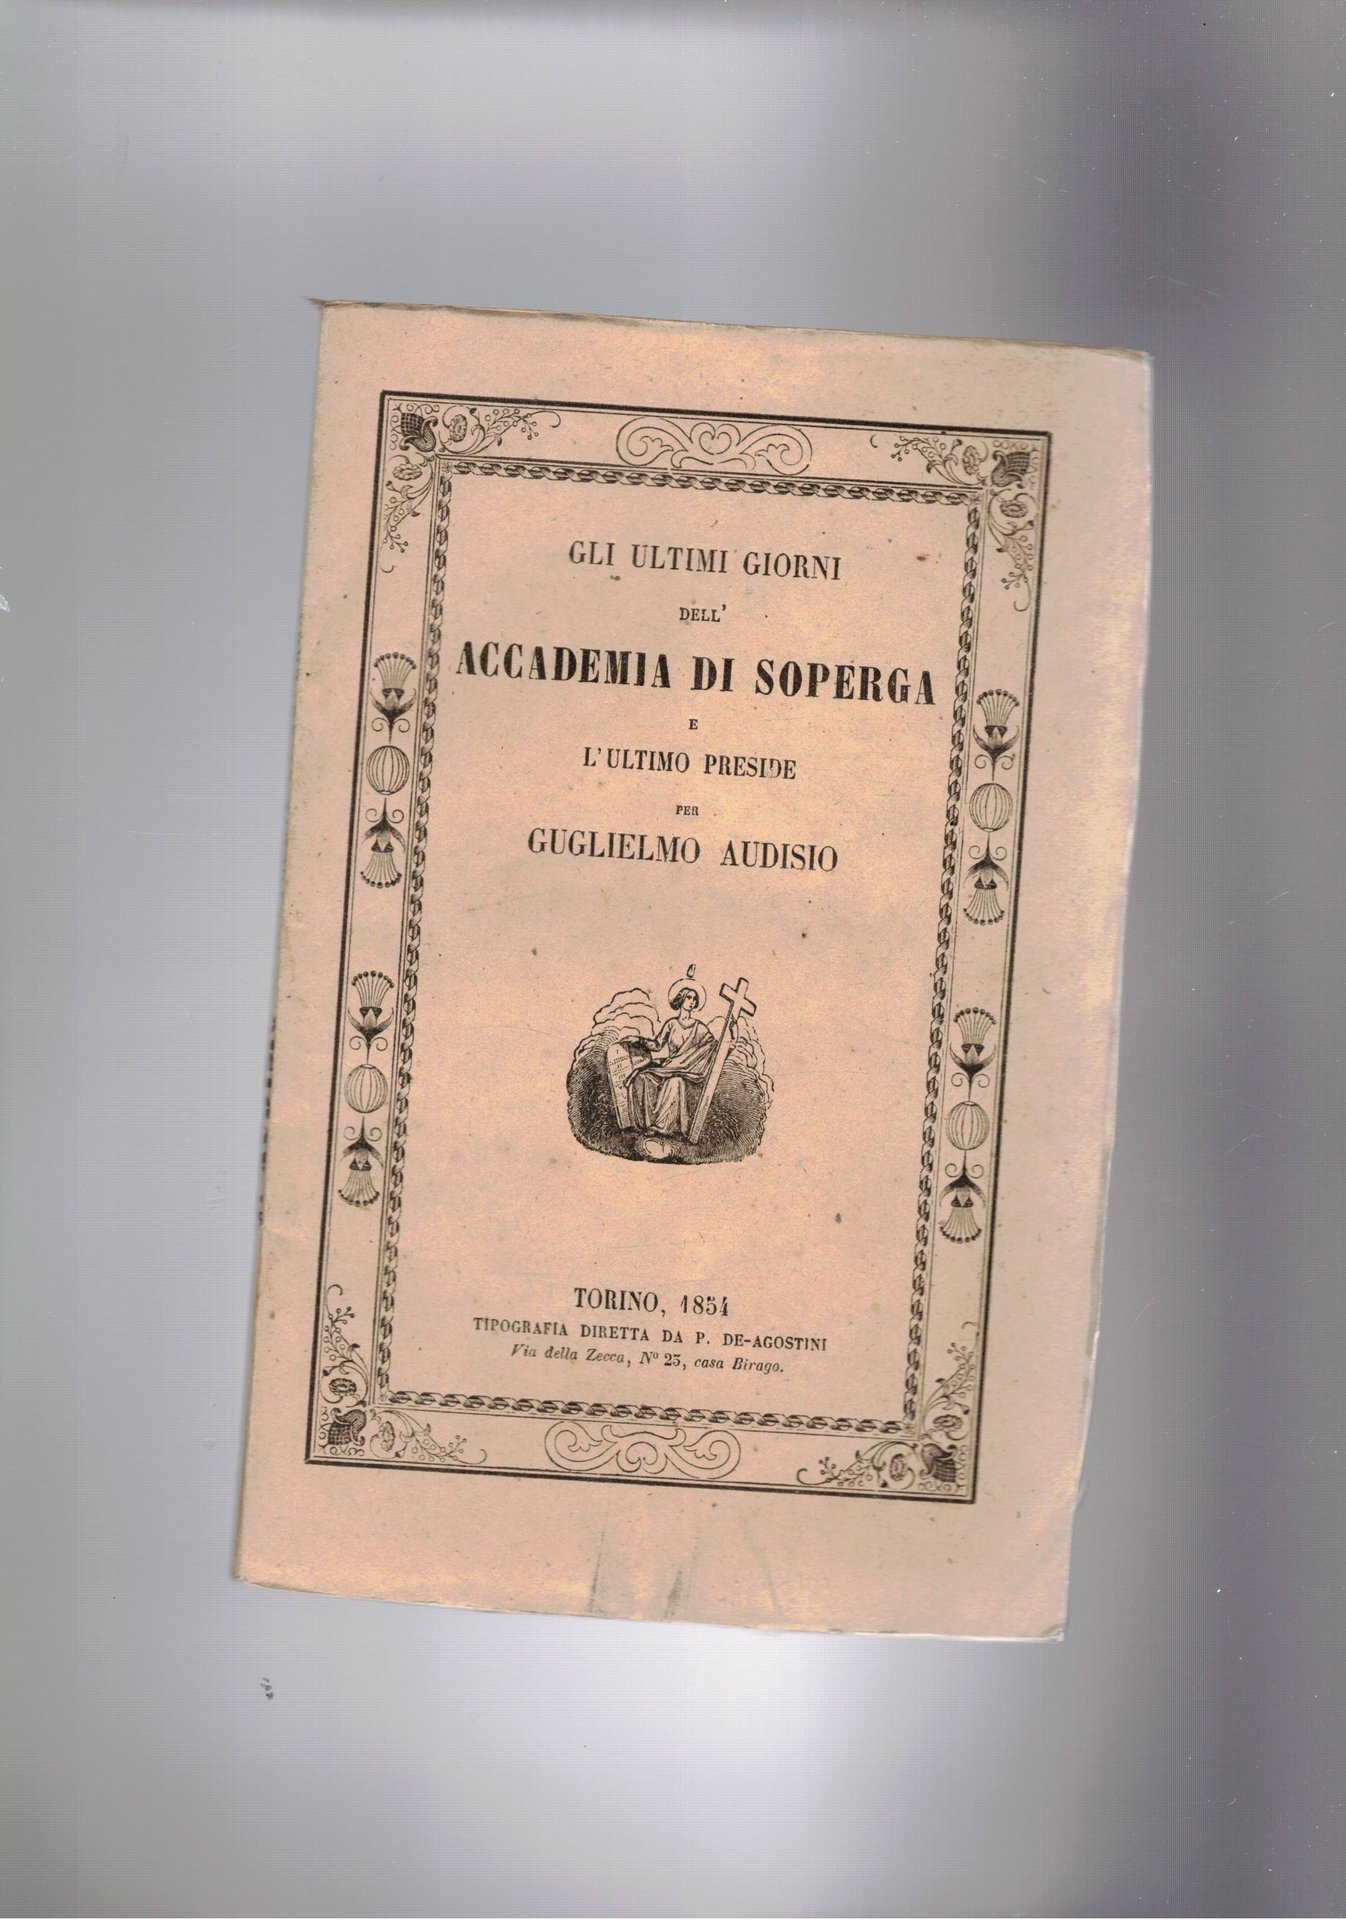 GLI ULTIMI GIORNI
DELL'
ACCADEMIA DI SOPERGA
E
L'ULTIMO PRESIDE
PER
GUGLIELMO AUDISIO
TORINO, 1854
TIPOGRAFIA DIRETTA DA P. DE-AGOSTINI
Via della Zecca, Nº 23, casa Birago.